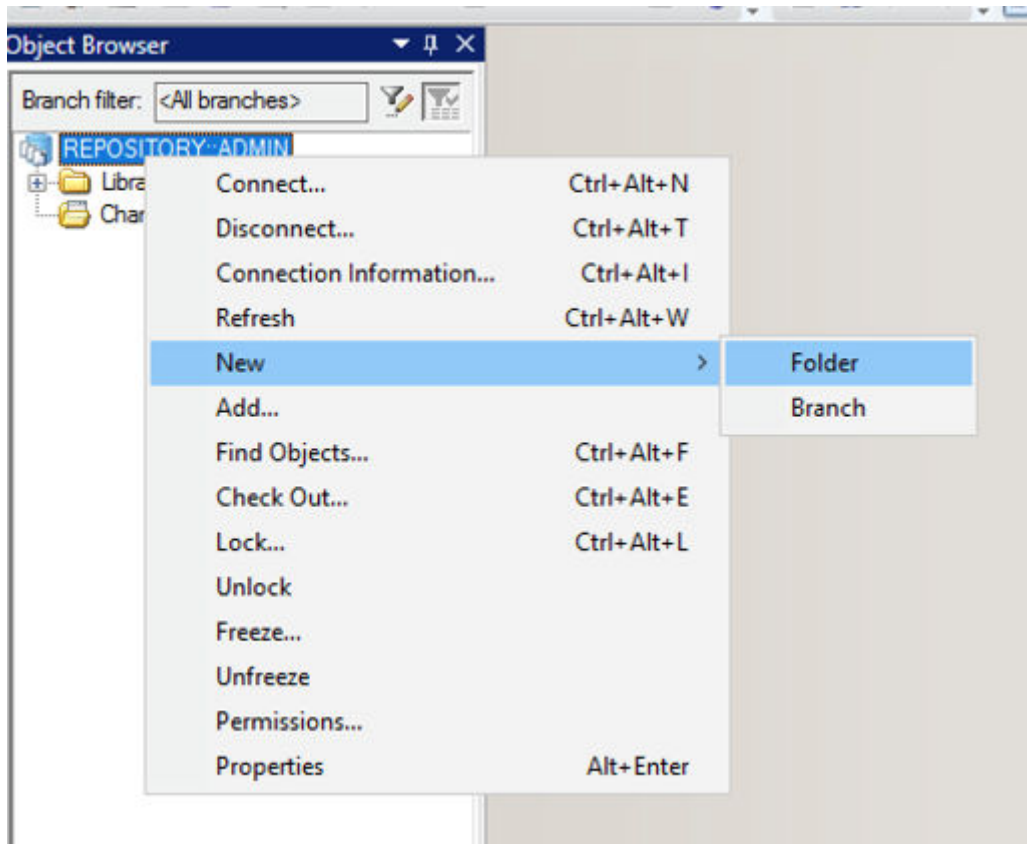 Object Browser
Branch filter: <All branches>
REPOSITORY::ADMIN
Libra
Char
Connect... Ctrl+Alt+N
Disconnect... Ctrl+Alt+T
Connection Information... Ctrl+Alt+I
Refresh Ctrl+Alt+W
New > Folder
Branch
Add...
Find Objects... Ctrl+Alt+F
Check Out... Ctrl+Alt+E
Lock... Ctrl+Alt+L
Unlock
Freeze...
Unfreeze
Permissions...
Properties Alt+Enter